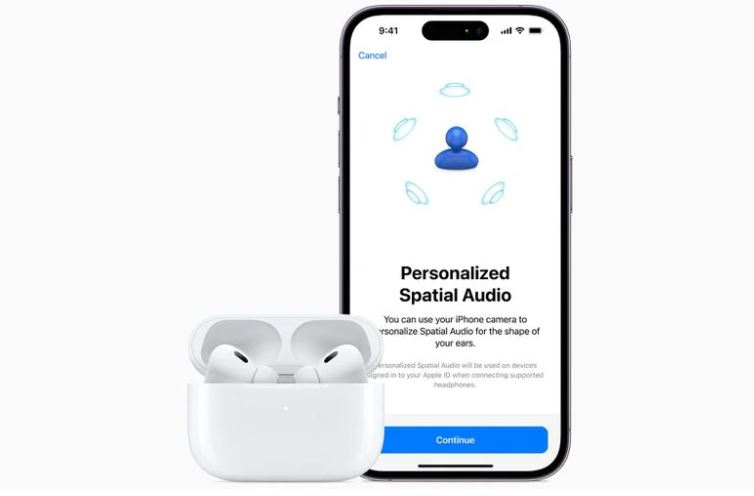 9:41
Cancel
Personalized
Spatial Audio
You can use your iPhone camera to
ersonalize Spatial Audio for the shape of
your ears.
ersonalized Spatial Audio will be used on devices
gned in to your Apple ID when connecting supported
headphones.
Continue